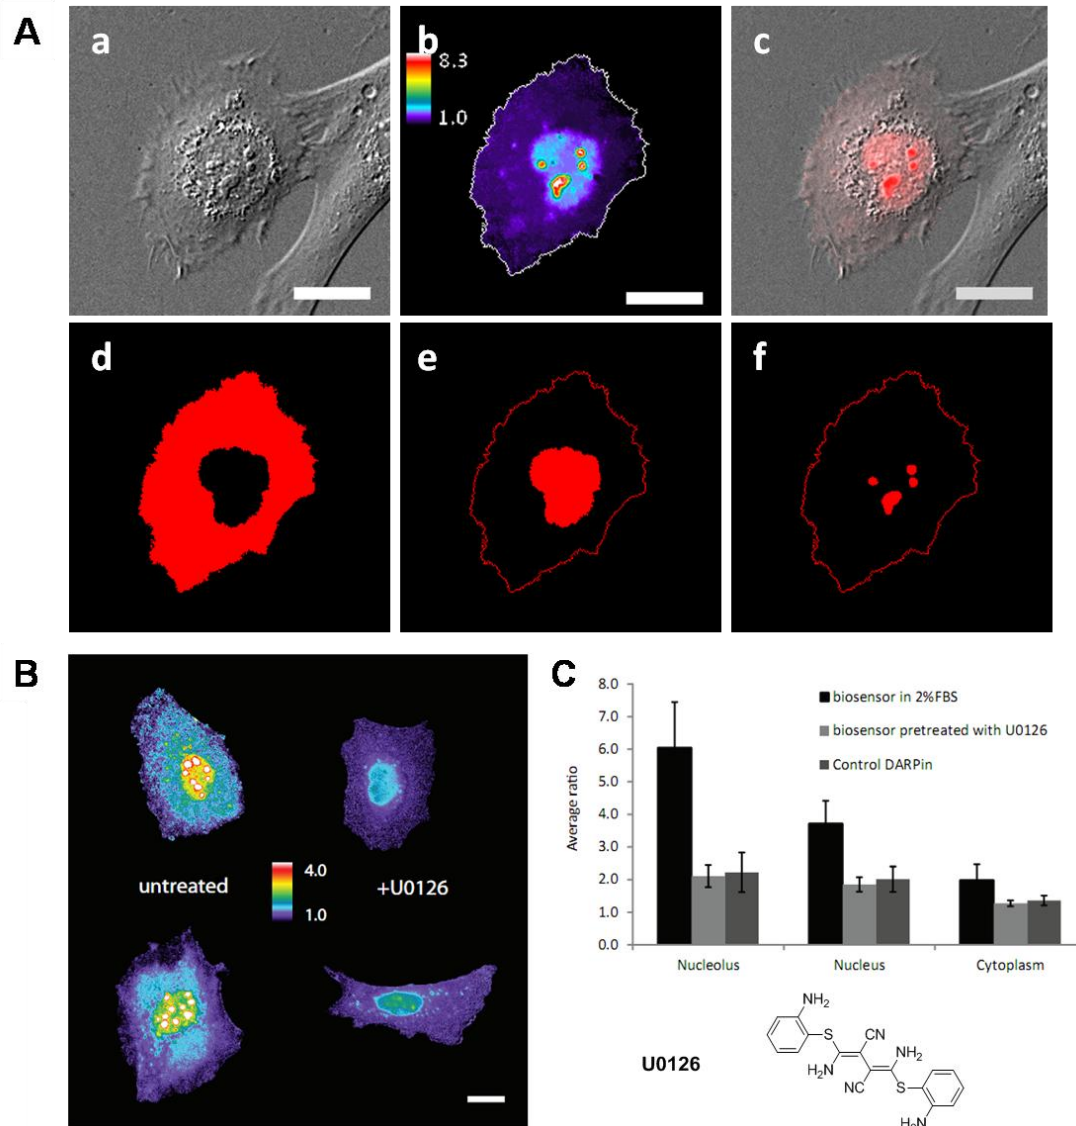 A
a
b
c
8.3
1.0
d
e
f
B
untreated
4.0
1.0
+U0126
C
8.0
7.0
6.0
5.0
4.0
3.0
2.0
1.0
0.0
Average ratio
biosensor in 2%FBS
biosensor pretreated with U0126
Control DARPin
Nucleolus
Nucleus
Cytoplasm
U0126
NH₂
S
CN
H₂N
NH₂
CN
S
H₂N